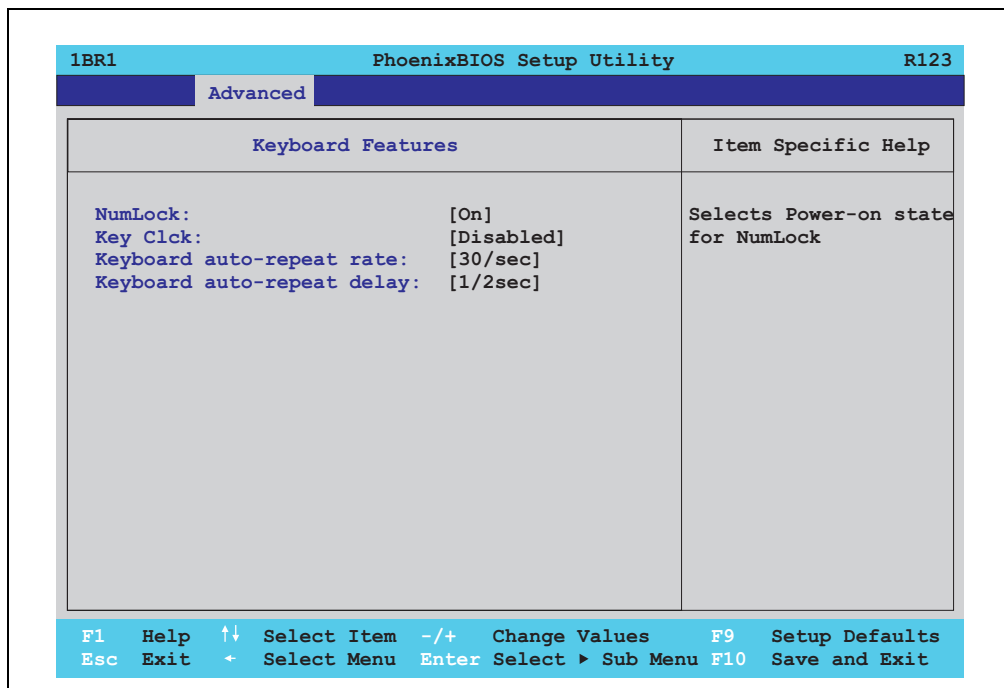 1BR1 PhoenixBIOS Setup Utility R123
Advanced
Keyboard Features
Item Specific Help
NumLock: [On]
Key Clck: [Disabled]
Keyboard auto-repeat rate: [30/sec]
Keyboard auto-repeat delay: [1/2sec]
Selects Power-on state
for NumLock
F1 Help ↑↓ Select Item -/+ Change Values F9 Setup Defaults
Esc Exit ← Select Menu Enter Select ▶ Sub Menu F10 Save and Exit